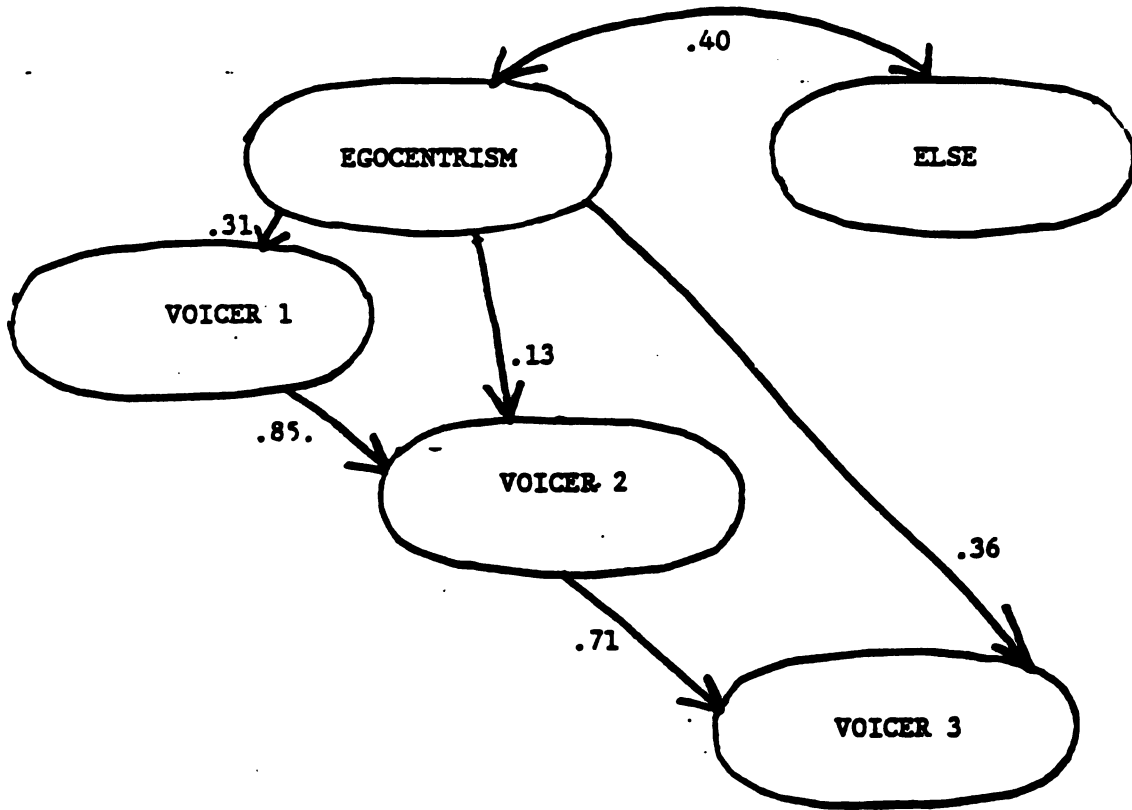 .40
EGOCENTRISM
ELSE
.31
VOICER 1
.13
.85.
VOICER 2
.36
.71
VOICER 3